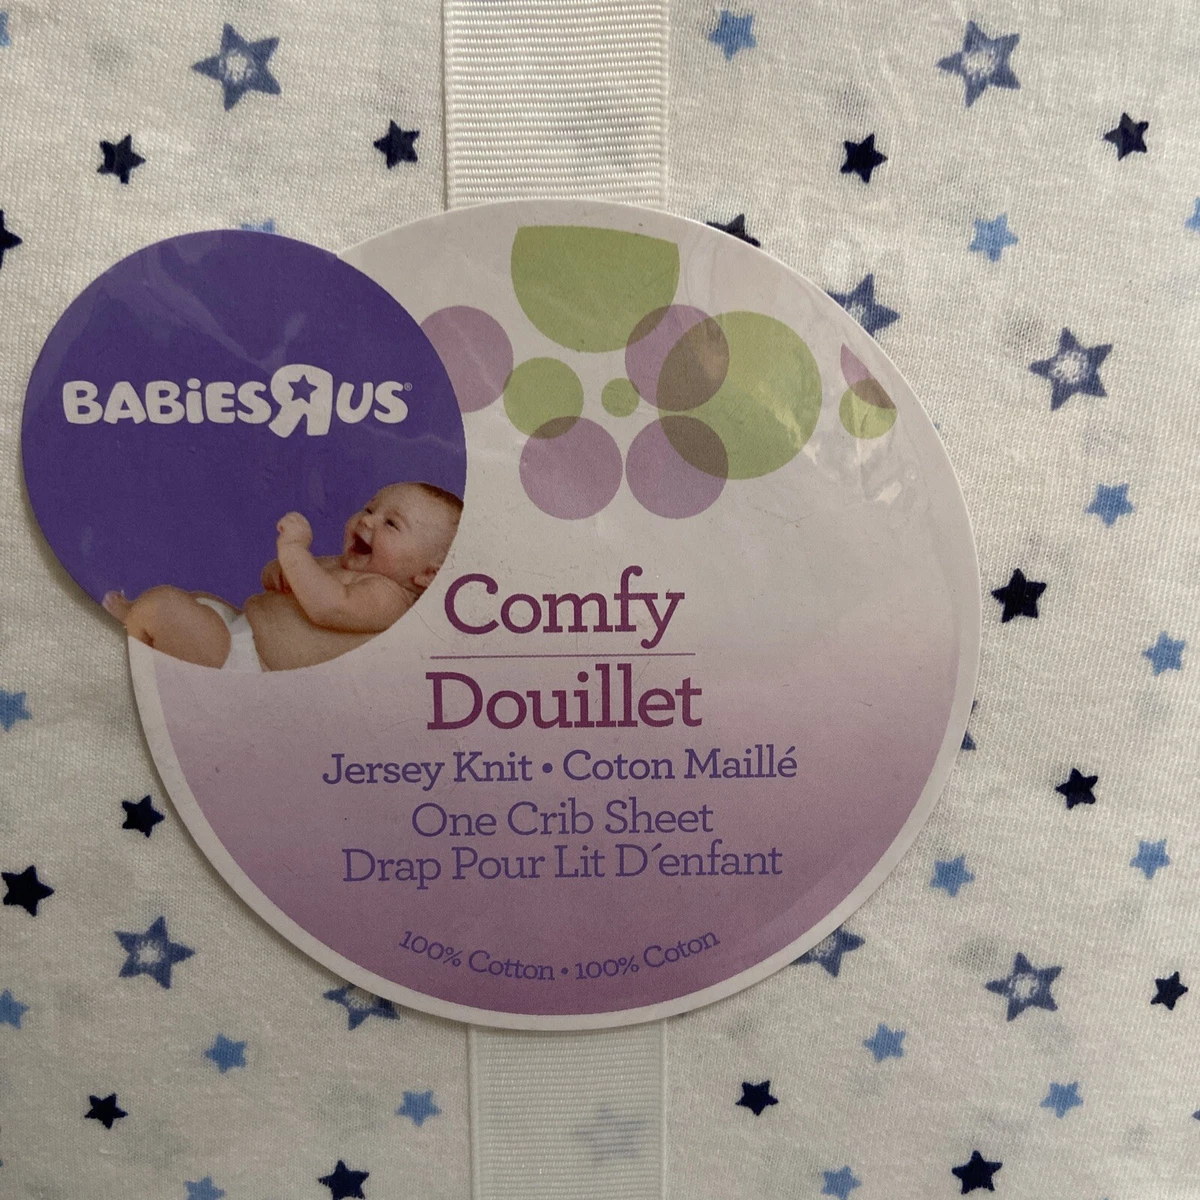 BABiESRUS®
Comfy
Douillet
Jersey Knit • Coton Maillé
One Crib Sheet
Drap Pour Lit D´enfant
100% Cotton • 100% Coton